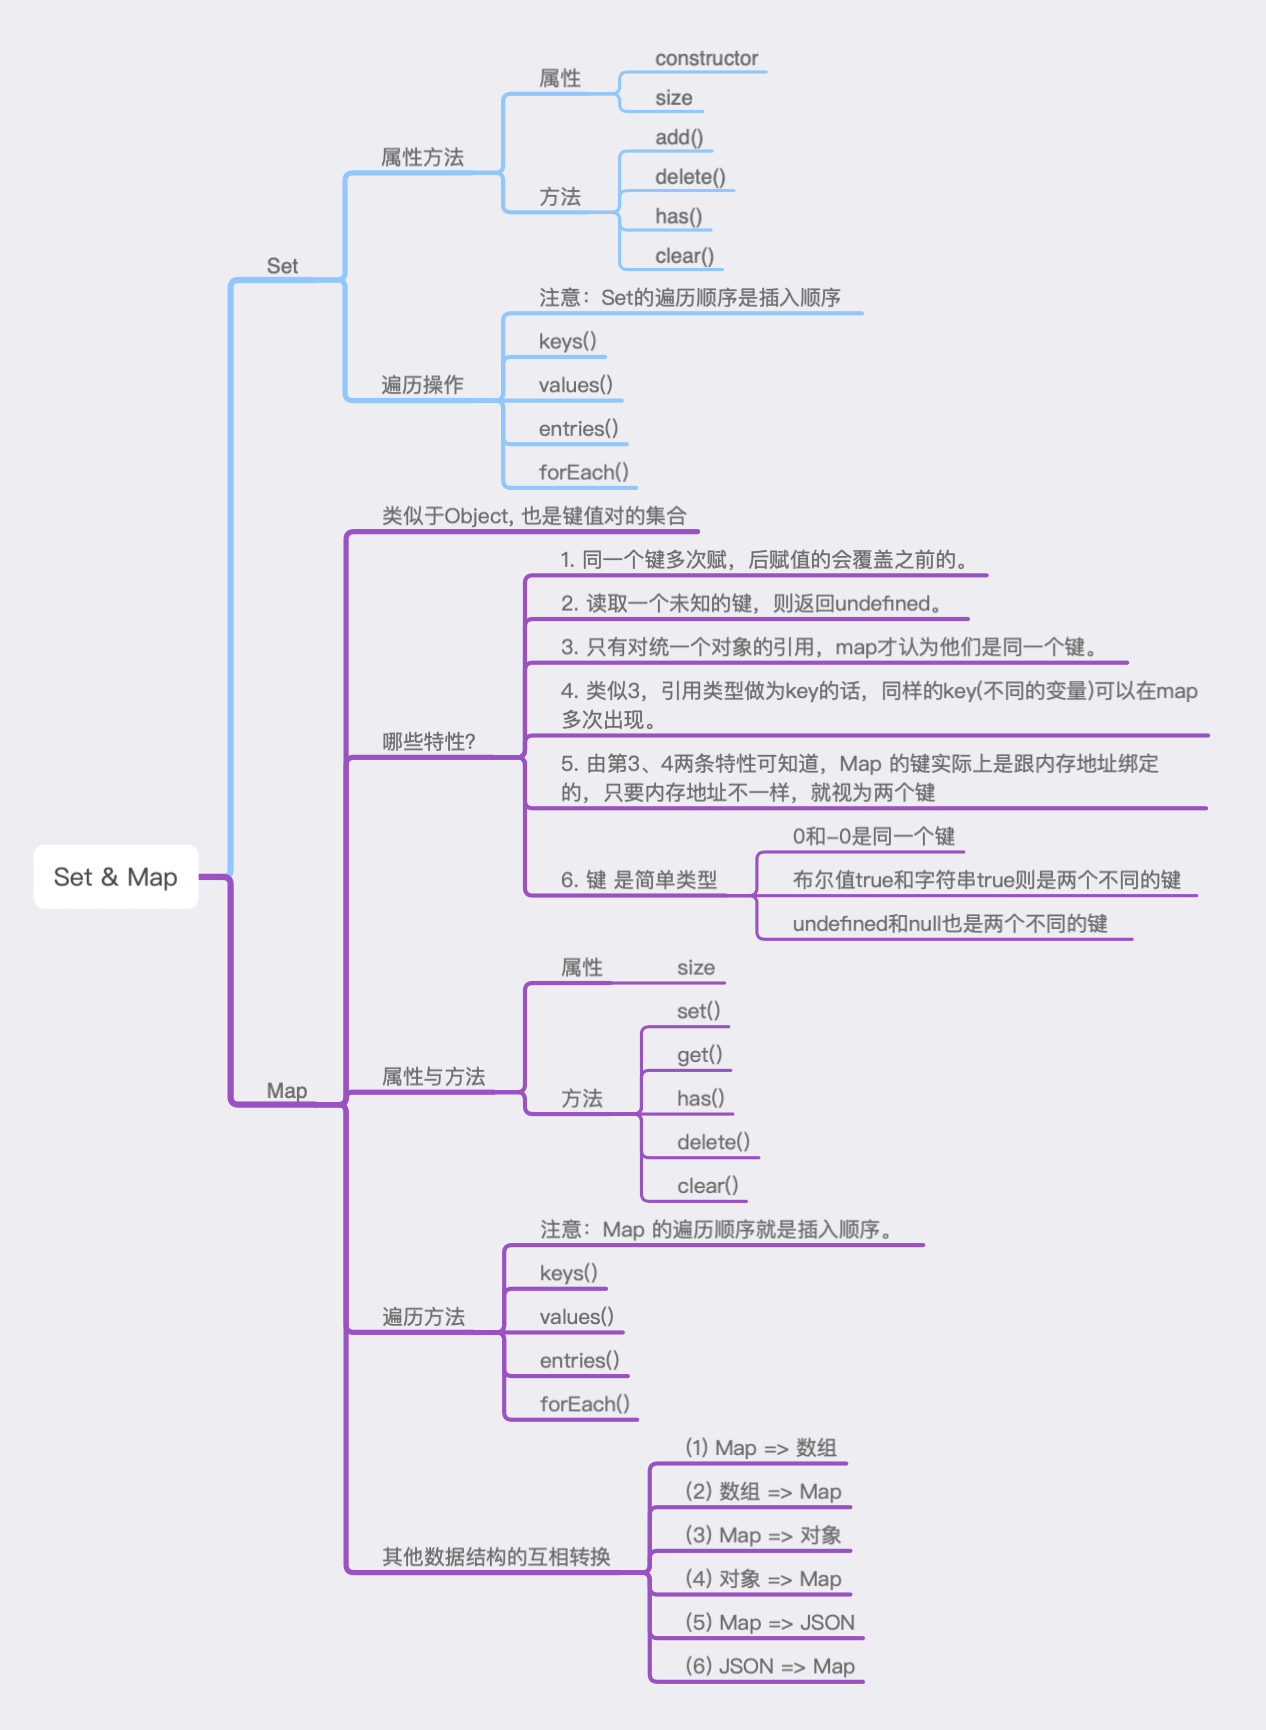 Set & Map
Set
属性方法
属性
constructor
size
方法
add()
delete()
has()
clear()
遍历操作
注意：Set的遍历顺序是插入顺序
keys()
values()
entries()
forEach()
Map
类似于Object, 也是键值对的集合
哪些特性?
1. 同一个键多次赋，后赋值的会覆盖之前的。
2. 读取一个未知的键，则返回undefined。
3. 只有对统一个对象的引用，map才认为他们是同一个键。
4. 类似3，引用类型做为key的话，同样的key(不同的变量)可以在map
多次出现。
5. 由第3、4两条特性可知道，Map 的键实际上是跟内存地址绑定
的，只要内存地址不一样，就视为两个键
6. 键 是简单类型
0和-0是同一个键
布尔值true和字符串true则是两个不同的键
undefined和null也是两个不同的键
属性与方法
属性
size
方法
set()
get()
has()
delete()
clear()
遍历方法
注意：Map 的遍历顺序就是插入顺序。
keys()
values()
entries()
forEach()
其他数据结构的互相转换
(1) Map => 数组
(2) 数组 => Map
(3) Map => 对象
(4) 对象 => Map
(5) Map => JSON
(6) JSON => Map